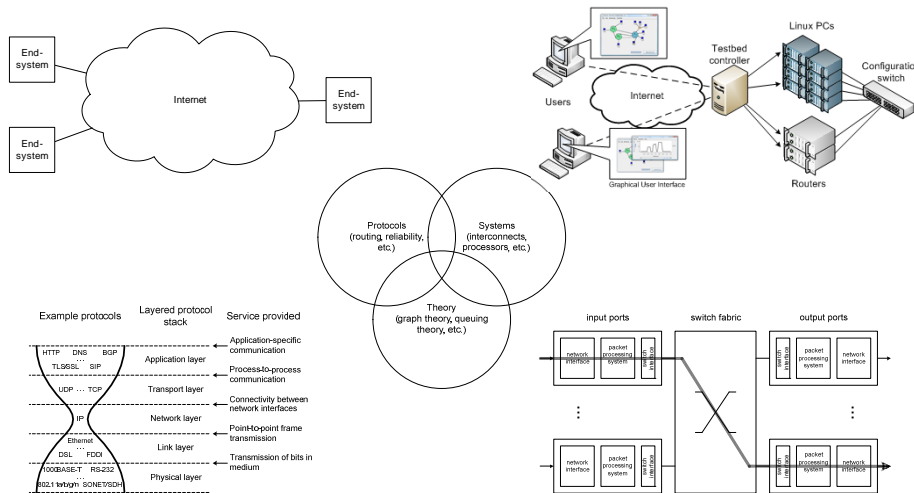 End-
system
Internet
End-
system
End-
system
Linux PCs
Testbed
controller
Configuration
switch
Users
Internet
Graphical User Interface
Routers
Protocols
(routing, reliability,
etc.)
Systems
(interconnects,
processors, etc.)
Theory
(graph theory, queuing
theory, etc.)
Example protocols
Layered protocol
stack
Service provided
HTTP DNS BGP
...
TLS/SSL SIP
Application layer
Application-specific
communication
UDP ... TCP
Transport layer
Process-to-process
communication
IP
Network layer
Connectivity between
network interfaces
Ethernet
...
DSL FDDI
Link layer
Point-to-point frame
transmission
1000BASE-T RS-232
...
802.11a/b/g/n SONET/SDH
Physical layer
Transmission of bits in
medium
input ports
switch fabric
output ports
network
interface
packet
processing
system
switch
interface
switch
interface
packet
processing
system
network
interface
...
...
network
interface
packet
processing
system
switch
interface
switch
interface
packet
processing
system
network
interface